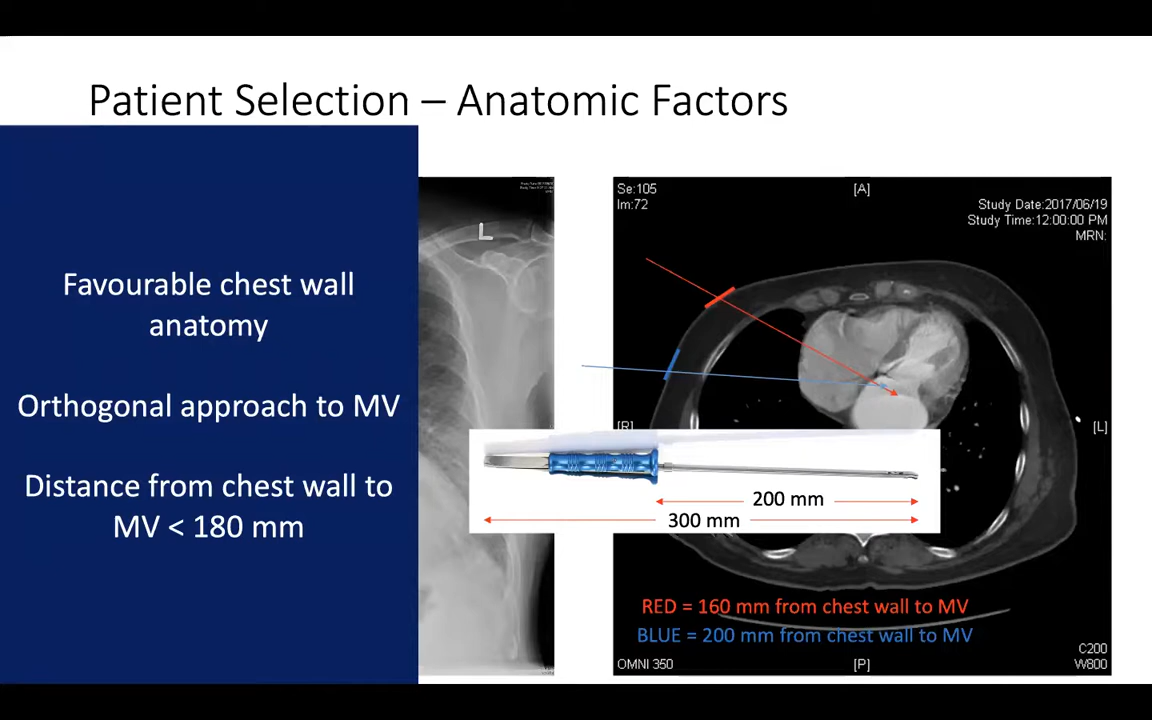 Patient Selection – Anatomic Factors
Favourable chest wall
anatomy
Orthogonal approach to MV
Distance from chest wall to
MV < 180 mm
L
Se:105
Im:72
[A]
Study Date:2017/06/19
Study Time:12:00:00 PM
MRN:
[R]
[L]
200 mm
300 mm
RED = 160 mm from chest wall to MV
BLUE = 200 mm from chest wall to MV
C200
W800
OMNI 350
[P]